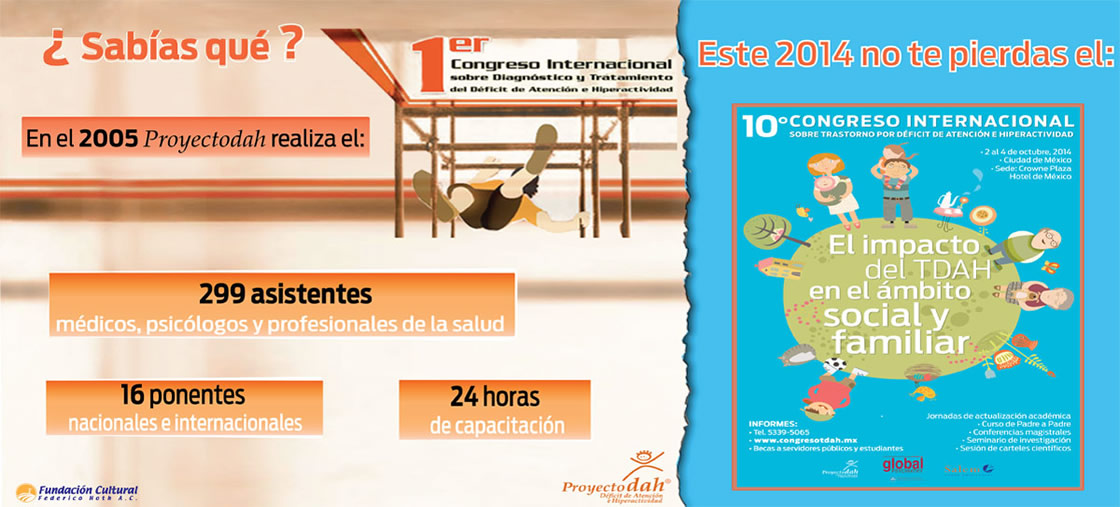 ¿ Sabías qué ?
1er
Congreso Internacional
sobre Diagnóstico y Tratamiento
del Déficit de Atención e Hiperactividad
En el 2005 Proyectodah realiza el:
299 asistentes
médicos, psicólogos y profesionales de la salud
16 ponentes
nacionales e internacionales
24 horas
de capacitación
Fundación Cultural
Federico Hoth A.C.
Proyectodah®
Déficit de Atención
e Hiperactividad
Este 2014 no te pierdas el:
10° CONGRESO INTERNACIONAL
SOBRE TRASTORNO POR DÉFICIT DE ATENCIÓN E HIPERACTIVIDAD
• 2 al 4 de octubre, 2014
• Ciudad de México
• Sede: Crowne Plaza
Hotel de México
El impacto
del TDAH
en el ámbito
social y
familiar
INFORMES:
• Tel. 5339-5065
• www.congresotdah.mx
• Becas a servidores públicos y estudiantes
Jornadas de actualización académica
• Curso de Padre a Padre
• Conferencias magistrales
• Seminario de investigación
• Sesión de carteles científicos
Proyectodah
global